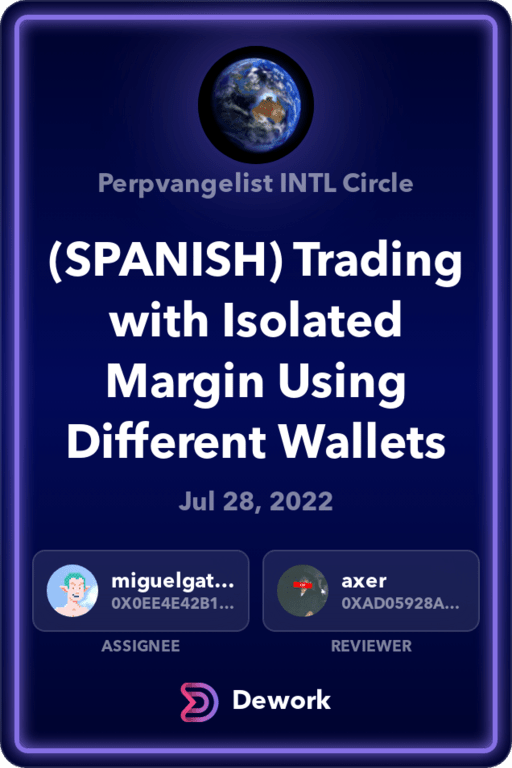 Perpvangelist INTL Circle
(SPANISH) Trading
with Isolated
Margin Using
Different Wallets
Jul 28, 2022
miguelgat...
0X0EE4E42B1...
ASSIGNEE
axer
0XAD05928A...
REVIEWER
Dework